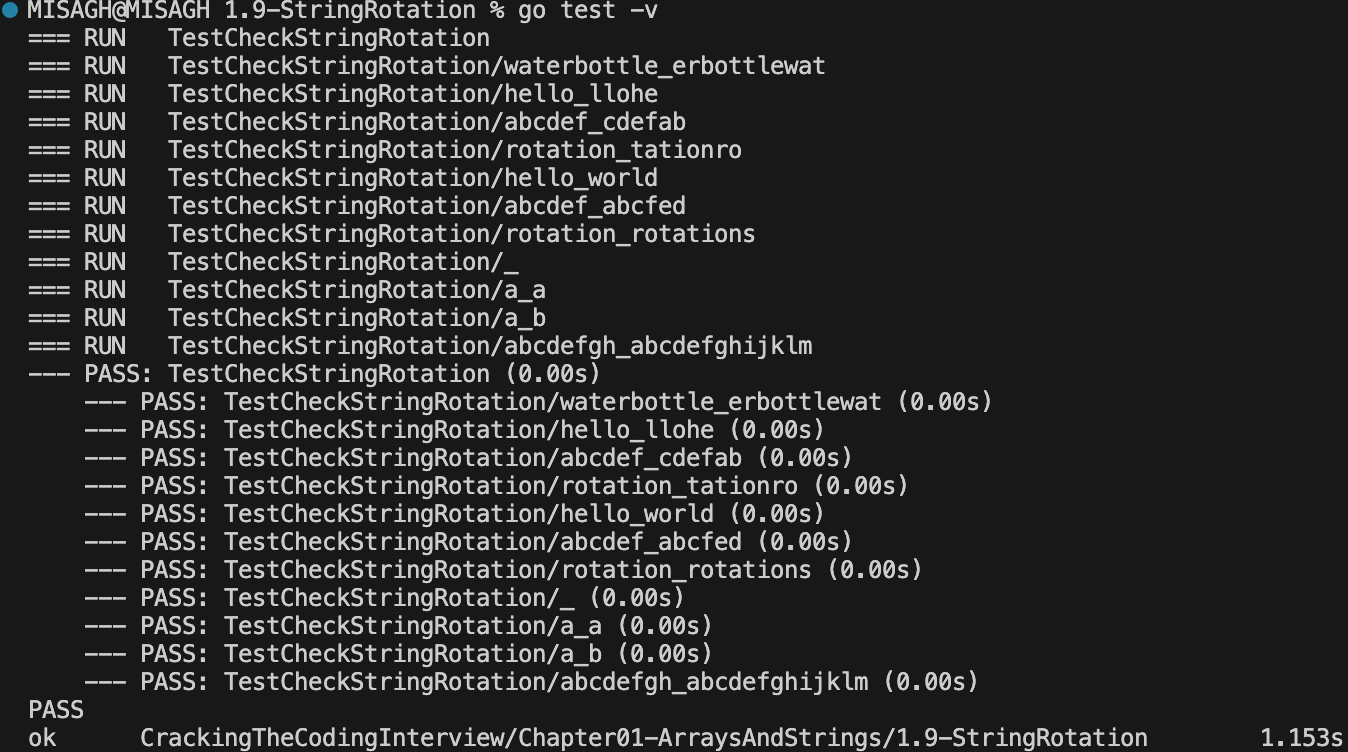 MISAGH@MISAGH 1.9-StringRotation % go test -v
=== RUN   TestCheckStringRotation
=== RUN   TestCheckStringRotation/waterbottle_erbottlewat
=== RUN   TestCheckStringRotation/hello_llohe
=== RUN   TestCheckStringRotation/abcdef_cdefab
=== RUN   TestCheckStringRotation/rotation_tationro
=== RUN   TestCheckStringRotation/hello_world
=== RUN   TestCheckStringRotation/abcdef_abcfed
=== RUN   TestCheckStringRotation/rotation_rotations
=== RUN   TestCheckStringRotation/_
=== RUN   TestCheckStringRotation/a_a
=== RUN   TestCheckStringRotation/a_b
=== RUN   TestCheckStringRotation/abcdefgh_abcdefghijklm
--- PASS: TestCheckStringRotation (0.00s)
    --- PASS: TestCheckStringRotation/waterbottle_erbottlewat (0.00s)
    --- PASS: TestCheckStringRotation/hello_llohe (0.00s)
    --- PASS: TestCheckStringRotation/abcdef_cdefab (0.00s)
    --- PASS: TestCheckStringRotation/rotation_tationro (0.00s)
    --- PASS: TestCheckStringRotation/hello_world (0.00s)
    --- PASS: TestCheckStringRotation/abcdef_abcfed (0.00s)
    --- PASS: TestCheckStringRotation/rotation_rotations (0.00s)
    --- PASS: TestCheckStringRotation/_ (0.00s)
    --- PASS: TestCheckStringRotation/a_a (0.00s)
    --- PASS: TestCheckStringRotation/a_b (0.00s)
    --- PASS: TestCheckStringRotation/abcdefgh_abcdefghijklm (0.00s)
PASS
ok      CrackingTheCodingInterview/Chapter01-ArraysAndStrings/1.9-StringRotation        1.153s